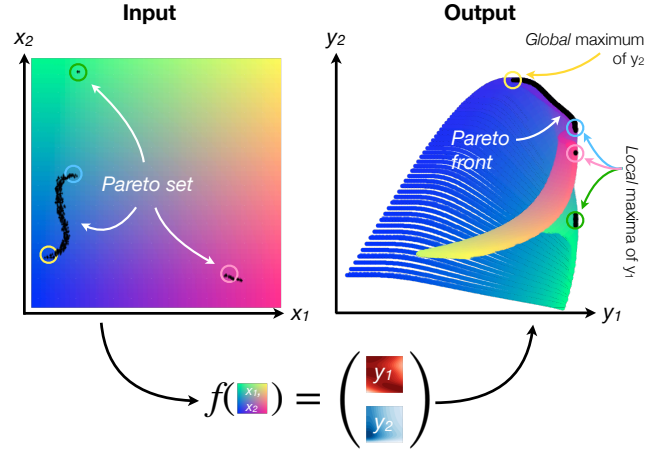 Input
Output
x2
y2
Global maximum
of y2
Pareto set
Pareto
front
Local maxima of y1
x1
y1
f( x1,
x2 ) = ( y1
y2 )